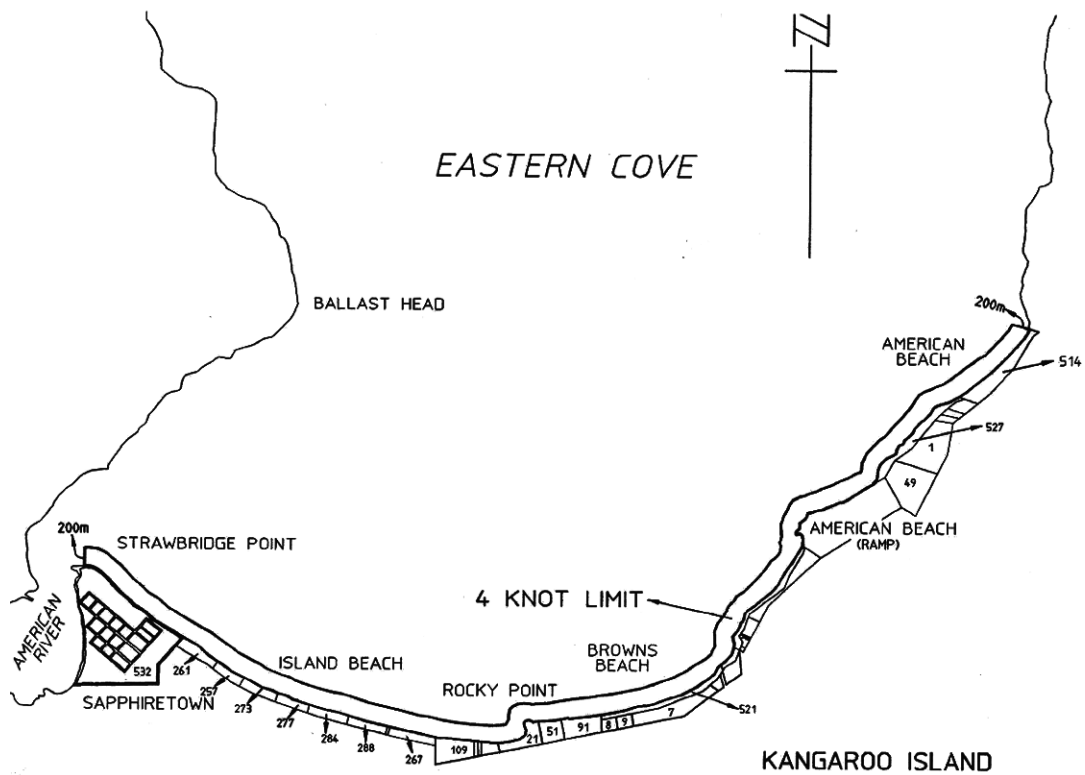 N
EASTERN COVE
BALLAST HEAD
200m
AMERICAN
BEACH
514
527
1
49
200m
STRAWBRIDGE POINT
AMERICAN BEACH
(RAMP)
4 KNOT LIMIT
AMERICAN
RIVER
BROWNS
BEACH
ISLAND BEACH
532
261
ROCKY POINT
257
SAPPHIRETOWN
273
277
284
288
267
109
21
51
91
8
9
7
521
KANGAROO ISLAND